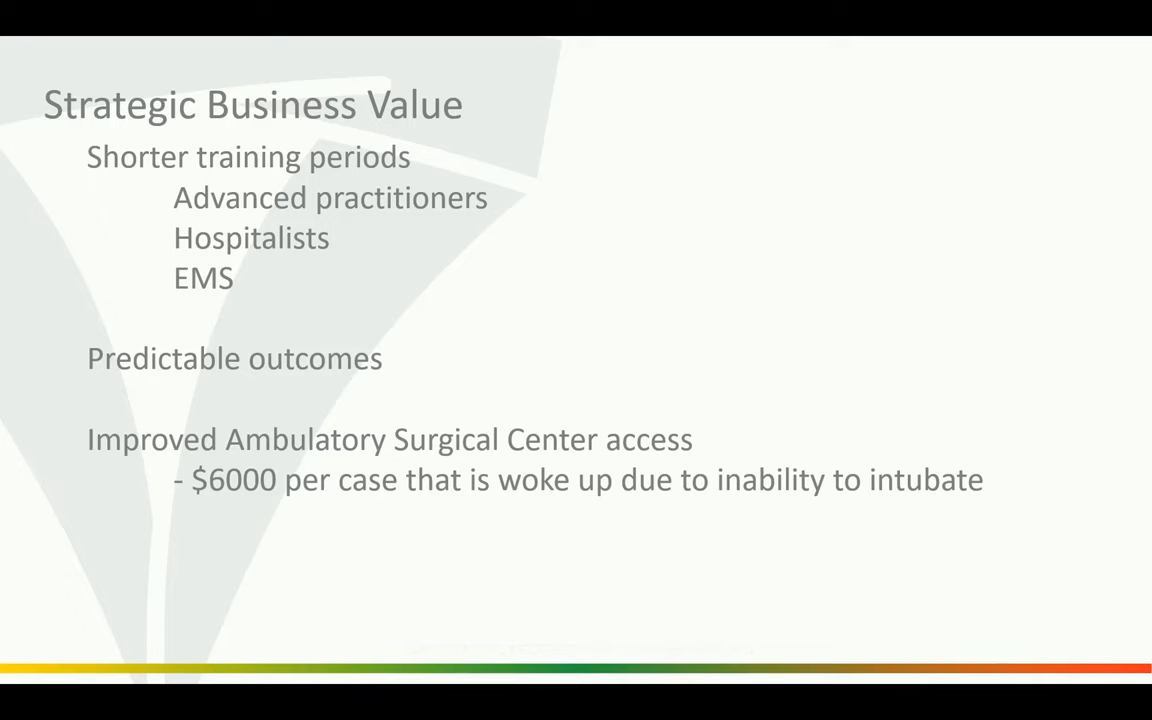 Strategic Business Value
Shorter training periods
Advanced practitioners
Hospitalists
EMS
Predictable outcomes
Improved Ambulatory Surgical Center access
- $6000 per case that is woke up due to inability to intubate